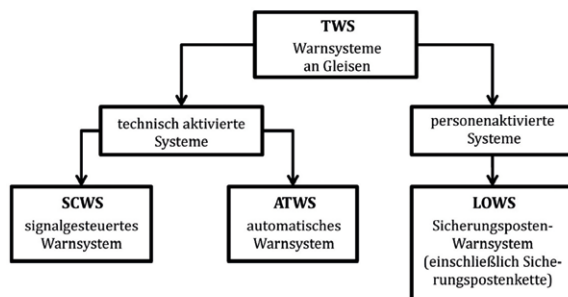 TWS
Warnsysteme
an Gleisen
technisch aktivierte
Systeme
personenaktivierte
Systeme
SCWS
signalgesteuertes
Warnsystem
ATWS
automatisches
Warnsystem
LOWS
Sicherungsposten-
Warnsystem
(einschließlich Siche-
rungspostenkette)